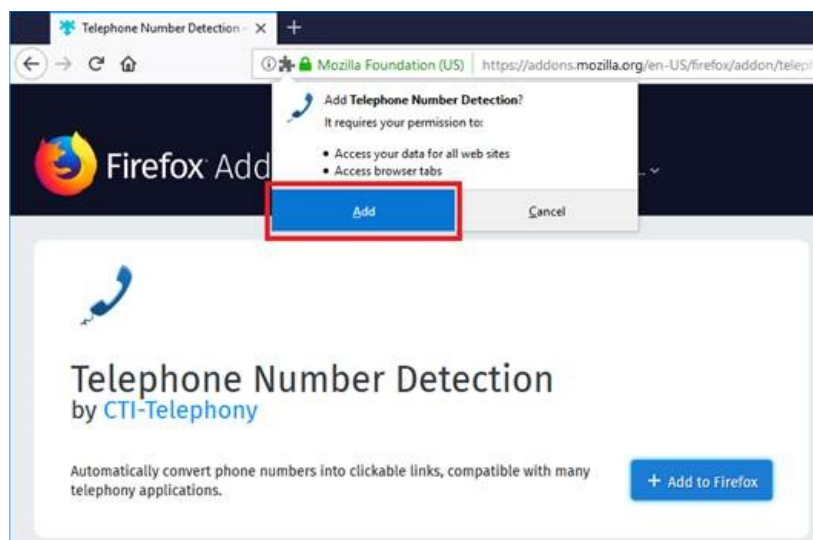 Telephone Number Detection -
Mozilla Foundation (US) https://addons.mozilla.org/en-US/firefox/addon/telep
Add Telephone Number Detection?
It requires your permission to:
• Access your data for all web sites
• Access browser tabs
Firefox Add
Add Cancel
Telephone Number Detection
by CTI-Telephony
Automatically convert phone numbers into clickable links, compatible with many
telephony applications.
+ Add to Firefox